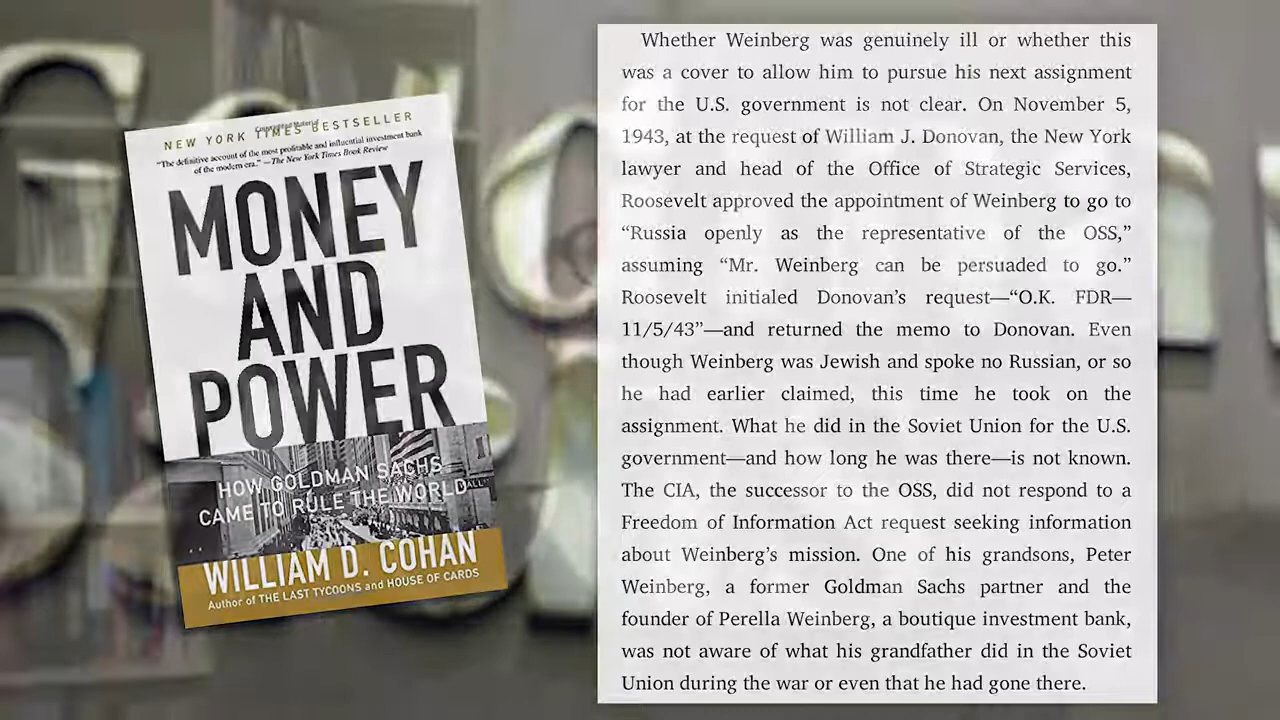 Copyrighted Material
NEW YORK TIMES BESTSELLER
"The definitive account of the most profitable and influential investment bank
of the modern era." —The New York Times Book Review
MONEY
AND
POWER
HOW GOLDMAN SACHS
CAME TO RULE THE WORLD
WILLIAM D. COHAN
Author of THE LAST TYCOONS and HOUSE OF CARDS
Whether Weinberg was genuinely ill or whether this
was a cover to allow him to pursue his next assignment
for the U.S. government is not clear. On November 5,
1943, at the request of William J. Donovan, the New York
lawyer and head of the Office of Strategic Services,
Roosevelt approved the appointment of Weinberg to go to
“Russia openly as the representative of the OSS,”
assuming “Mr. Weinberg can be persuaded to go.”
Roosevelt initialed Donovan’s request—“O.K. FDR—
11/5/43”—and returned the memo to Donovan. Even
though Weinberg was Jewish and spoke no Russian, or so
he had earlier claimed, this time he took on the
assignment. What he did in the Soviet Union for the U.S.
government—and how long he was there—is not known.
The CIA, the successor to the OSS, did not respond to a
Freedom of Information Act request seeking information
about Weinberg’s mission. One of his grandsons, Peter
Weinberg, a former Goldman Sachs partner and the
founder of Perella Weinberg, a boutique investment bank,
was not aware of what his grandfather did in the Soviet
Union during the war or even that he had gone there.